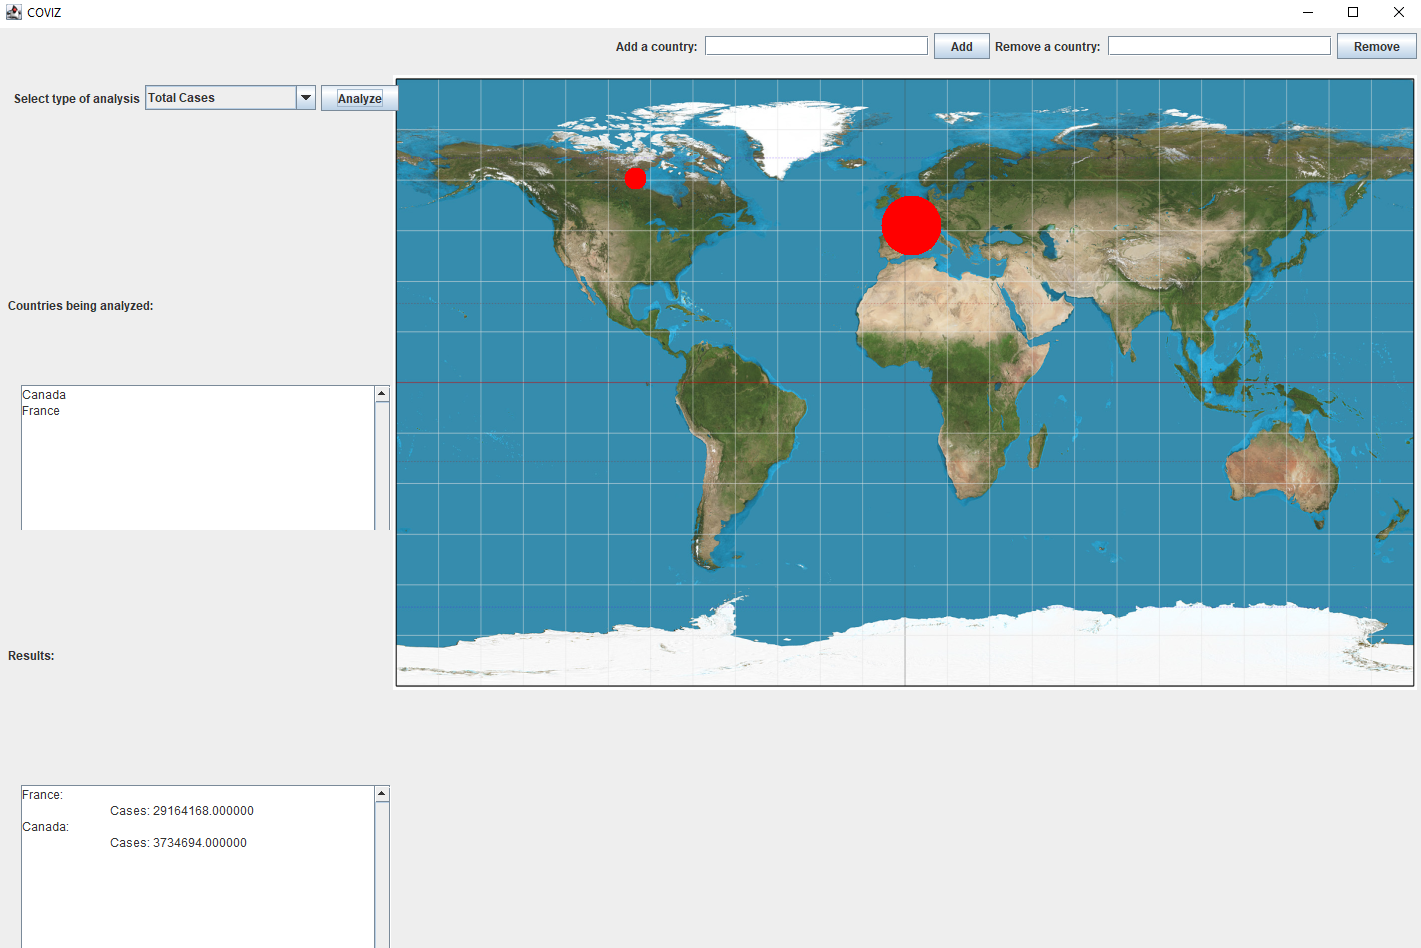 COVIZ
Add a country: Add Remove a country: Remove
Select type of analysis Total Cases Analyze
Countries being analyzed:
Canada
France
Results:
France:
Cases: 29164168.000000
Canada:
Cases: 3734694.000000